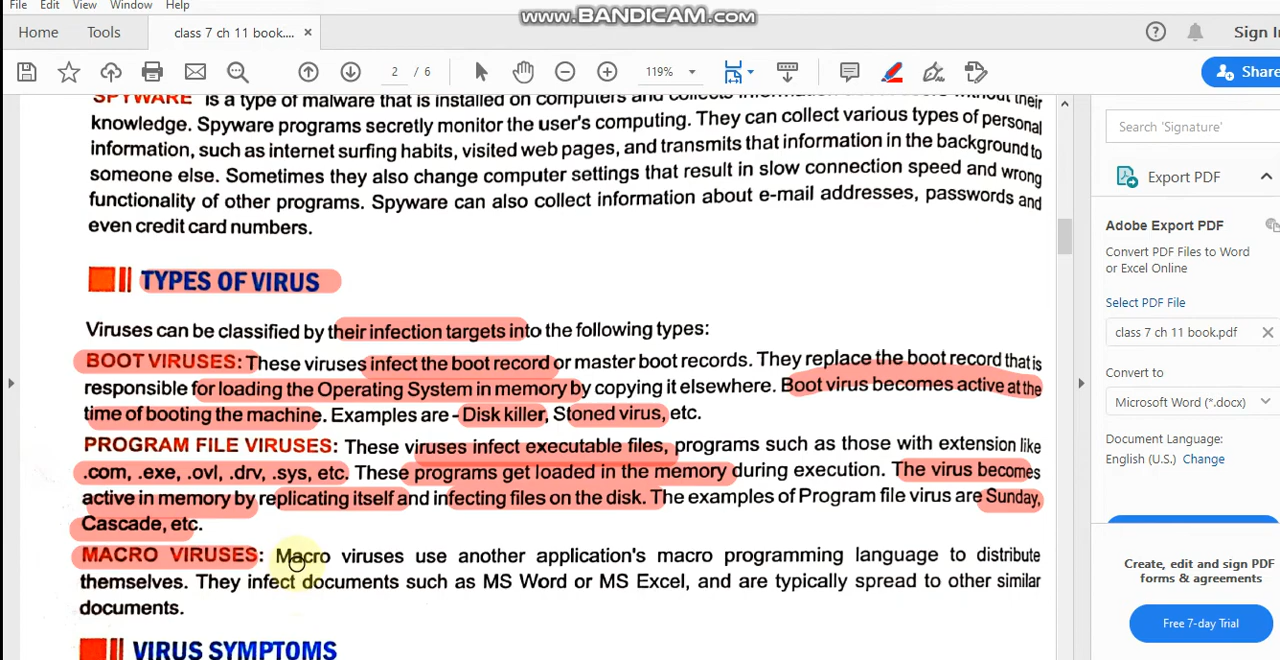 File Edit View Window Help
www.BANDICAM.com
Home Tools class 7 ch 11 book.... × Sign I
2 / 6 119% Share
SPYWARE is a type of malware that is installed on computers and collects their
knowledge. Spyware programs secretly monitor the user's computing. They can collect various types of personal
information, such as internet surfing habits, visited web pages, and transmits that information in the background to
someone else. Sometimes they also change computer settings that result in slow connection speed and wrong
functionality of other programs. Spyware can also collect information about e-mail addresses, passwords and
even credit card numbers.
TYPES OF VIRUS
Viruses can be classified by their infection targets into the following types:
BOOT VIRUSES: These viruses infect the boot record or master boot records. They replace the boot record that is
responsible for loading the Operating System in memory by copying it elsewhere. Boot virus becomes active at the
time of booting the machine. Examples are - Disk killer, Stoned virus, etc.
PROGRAM FILE VIRUSES: These viruses infect executable files, programs such as those with extension like
.com, .exe, .ovl, .drv, .sys, etc. These programs get loaded in the memory during execution. The virus becomes
active in memory by replicating itself and infecting files on the disk. The examples of Program file virus are Sunday,
Cascade, etc.
MACRO VIRUSES: Macro viruses use another application's macro programming language to distribute
themselves. They infect documents such as MS Word or MS Excel, and are typically spread to other similar
documents.
VIRUS SYMPTOMS
Search 'Signature'
Export PDF
Adobe Export PDF
Convert PDF Files to Word
or Excel Online
Select PDF File
class 7 ch 11 book.pdf ×
Convert to
Microsoft Word (*.docx)
Document Language:
English (U.S.) Change
Create, edit and sign PDF
forms & agreements
Free 7-day Trial